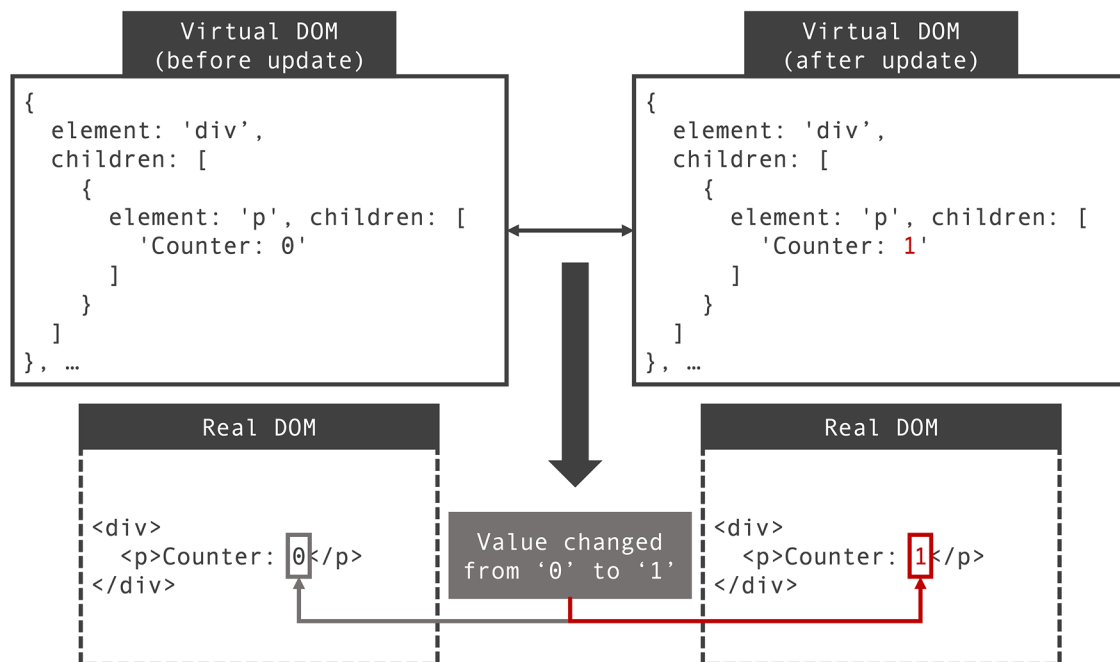 Virtual DOM
(before update)
{
  element: 'div’,
  children: [
    {
      element: 'p', children: [
        'Counter: 0'
      ]
    }
  ]
}, …
Virtual DOM
(after update)
{
  element: 'div’,
  children: [
    {
      element: 'p', children: [
        'Counter: 1'
      ]
    }
  ]
}, …
Real DOM
<div>
  <p>Counter: 0</p>
</div>
Value changed
from ‘0’ to ‘1’
Real DOM
<div>
  <p>Counter: 1</p>
</div>